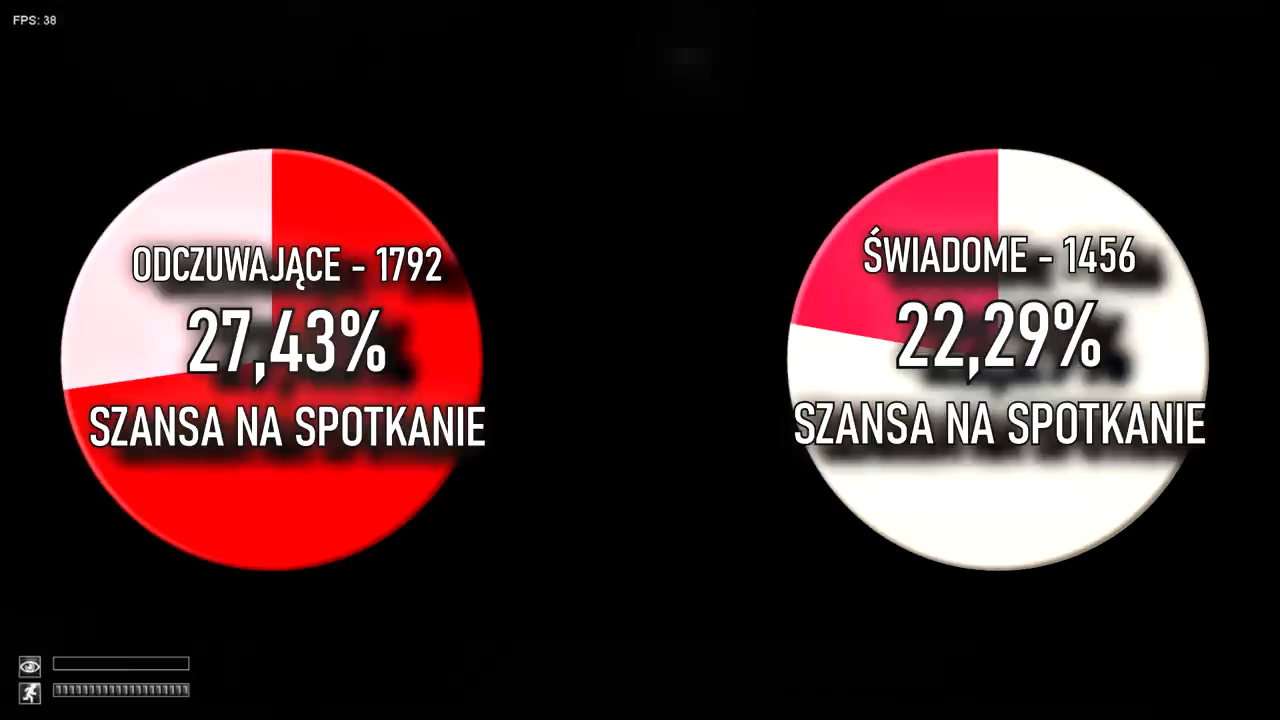 FPS: 38
ODCZUWAJĄCE - 1792
27,43%
SZANSA NA SPOTKANIE
ŚWIADOME - 1456
22,29%
SZANSA NA SPOTKANIE